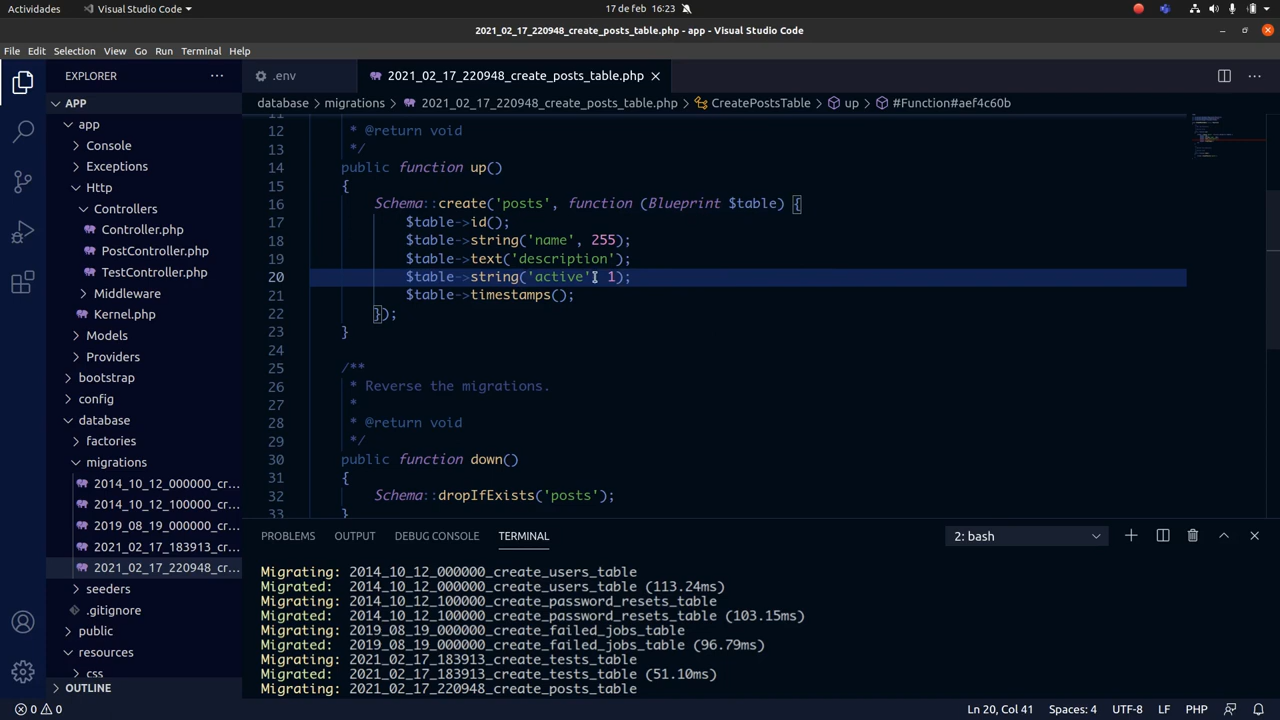 Actividades
Visual Studio Code
17 de feb 16:23
2021_02_17_220948_create_posts_table.php - app - Visual Studio Code
File Edit Selection View Go Run Terminal Help
EXPLORER
.env
2021_02_17_220948_create_posts_table.php
APP
database
migrations
2021_02_17_220948_create_posts_table.php
CreatePostsTable
up
#Function#aef4c60b
app
Console
Exceptions
Http
Controllers
Controller.php
PostController.php
TestController.php
Middleware
Kernel.php
Models
Providers
bootstrap
config
database
factories
migrations
2014_10_12_000000_cr...
2014_10_12_100000_cr...
2019_08_19_000000_cr...
2021_02_17_183913_cr...
2021_02_17_220948_cr...
seeders
.gitignore
public
resources
css
OUTLINE
12 * @return void
13 */
14 public function up()
15 {
16 Schema::create('posts', function (Blueprint $table) {
17 $table->id();
18 $table->string('name', 255);
19 $table->text('description');
20 $table->string('active' 1);
21 $table->timestamps();
22 });
23 }
24
25 /**
26 * Reverse the migrations.
27 *
28 * @return void
29 */
30 public function down()
31 {
32 Schema::dropIfExists('posts');
33 }
PROBLEMS OUTPUT DEBUG CONSOLE TERMINAL
2: bash
Migrating: 2014_10_12_000000_create_users_table
Migrated: 2014_10_12_000000_create_users_table (113.24ms)
Migrating: 2014_10_12_100000_create_password_resets_table
Migrated: 2014_10_12_100000_create_password_resets_table (103.15ms)
Migrating: 2019_08_19_000000_create_failed_jobs_table
Migrated: 2019_08_19_000000_create_failed_jobs_table (96.79ms)
Migrating: 2021_02_17_183913_create_tests_table
Migrated: 2021_02_17_183913_create_tests_table (51.10ms)
Migrating: 2021_02_17_220948_create_posts_table
0 0
Ln 20, Col 41 Spaces: 4 UTF-8 LF PHP